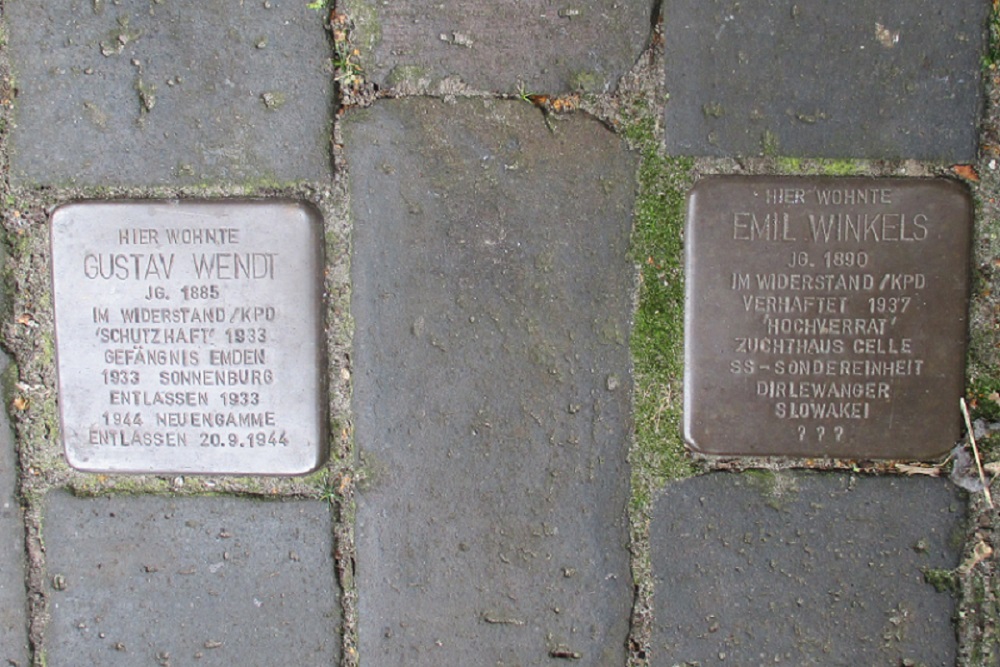 HIER WOHNTE
GUSTAV WENDT
JG. 1885
IM WIDERSTAND/KPD
'SCHUTZHAFT' 1933
GEFÄNGNIS EMDEN
1933 SONNENBURG
ENTLASSEN 1933
1944 NEUENGAMME
ENTLASSEN 20.9.1944
HIER WOHNTE
EMIL WINKELS
JG. 1890
IM WIDERSTAND/KPD
VERHAFTET 1937
'HOCHVERRAT'
ZUCHTHAUS CELLE
SS-SONDEREINHEIT
DIRLEWANGER
SLOWAKEI
? ? ?